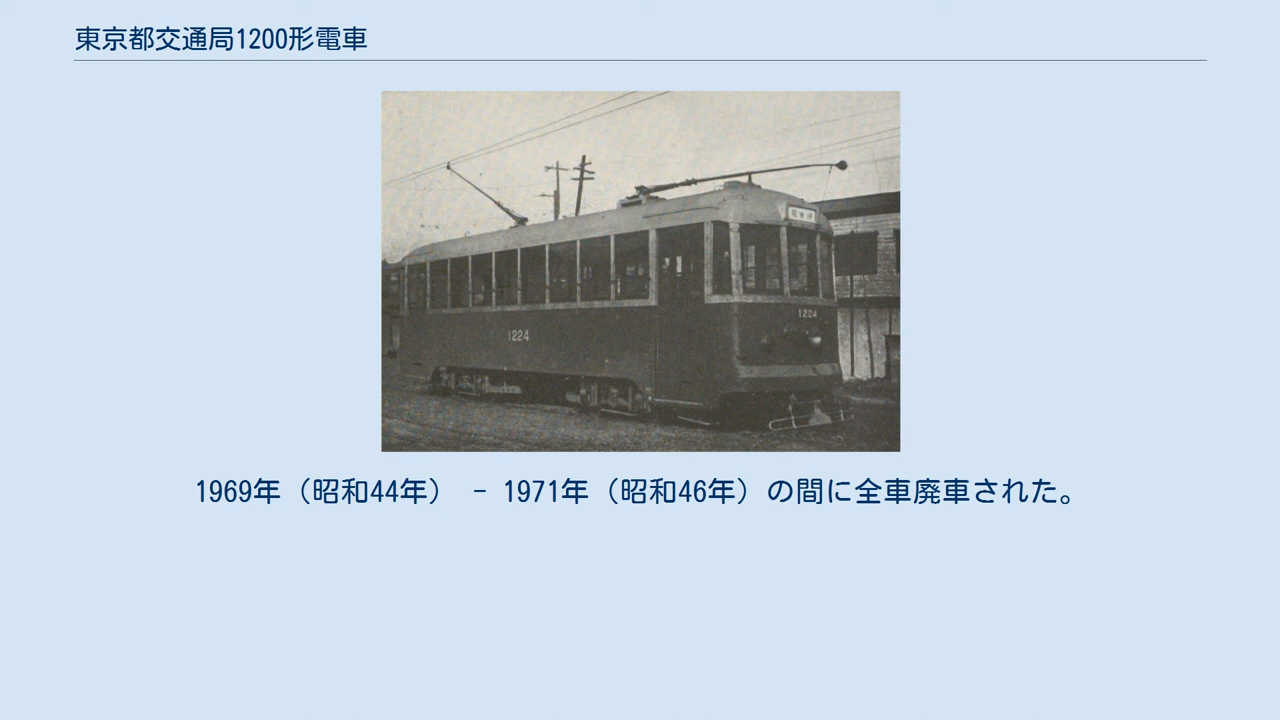 東京都交通局1200形電車
1224
1224
1969年（昭和44年） - 1971年（昭和46年）の間に全車廃車された。